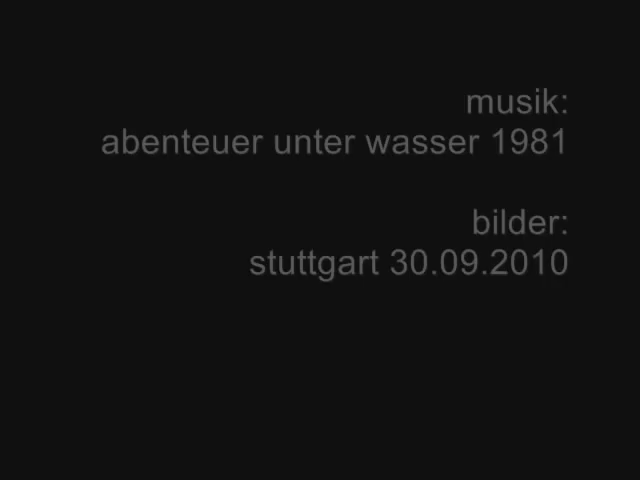 musik:
abenteuer unter wasser 1981
bilder:
stuttgart 30.09.2010